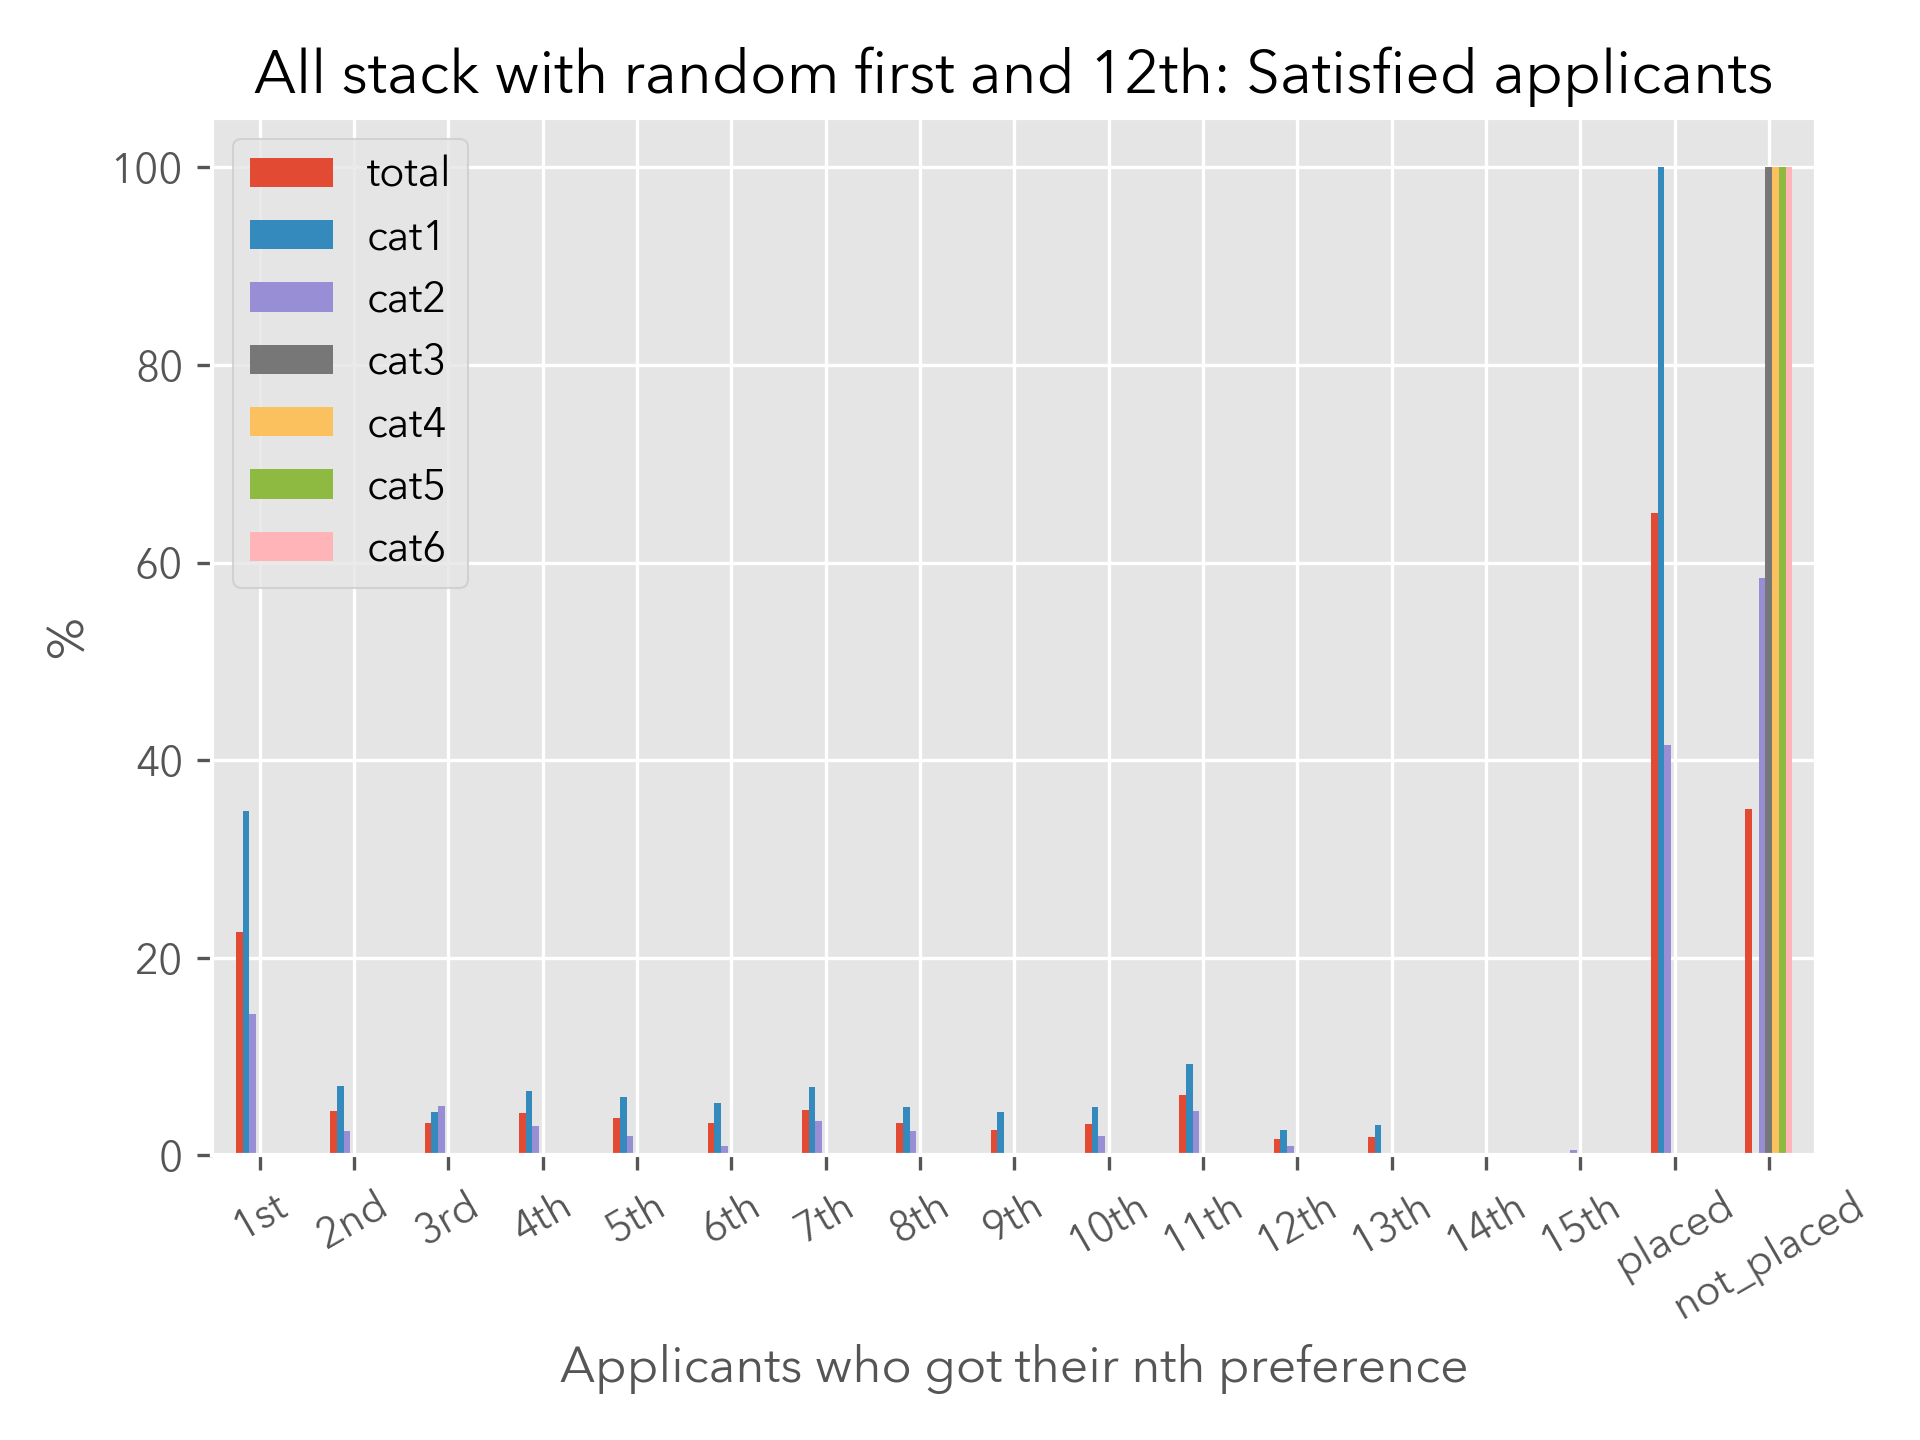 All stack with random first and 12th: Satisfied applicants
total
cat1
cat2
cat3
cat4
cat5
cat6
100
80
60
40
20
0
%
1st 2nd 3rd 4th 5th 6th 7th 8th 9th 10th 11th 12th 13th 14th 15th placed not_placed
Applicants who got their nth preference